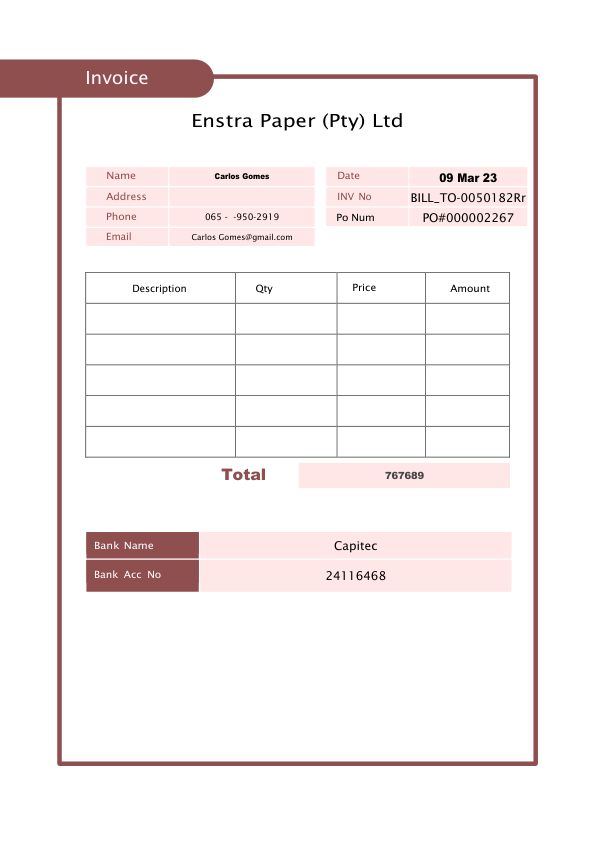 Invoice
Enstra Paper (Pty) Ltd
Name Carlos Gomes
Address
Phone 065 - -950-2919
Email Carlos Gomes@gmail.com
Date 09 Mar 23
INV No BILL_TO-0050182Rr
Po Num PO#000002267
Description Qty Price Amount
Total 767689
Bank Name Capitec
Bank Acc No 24116468